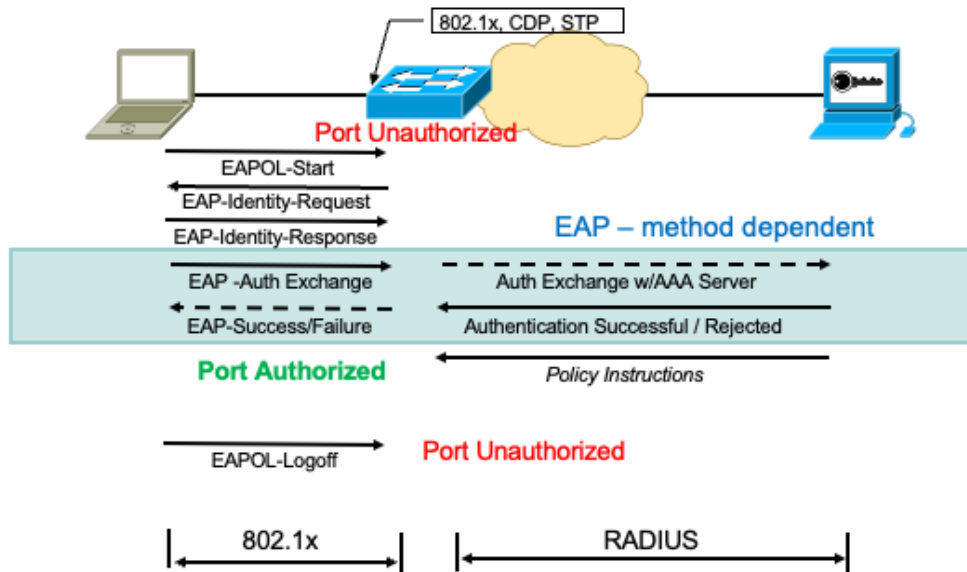 802.1x, CDP, STP
Port Unauthorized
EAPOL-Start
EAP-Identity-Request
EAP-Identity-Response
EAP – method dependent
EAP -Auth Exchange
Auth Exchange w/AAA Server
EAP-Success/Failure
Authentication Successful / Rejected
Port Authorized
Policy Instructions
EAPOL-Logoff
Port Unauthorized
802.1x
RADIUS